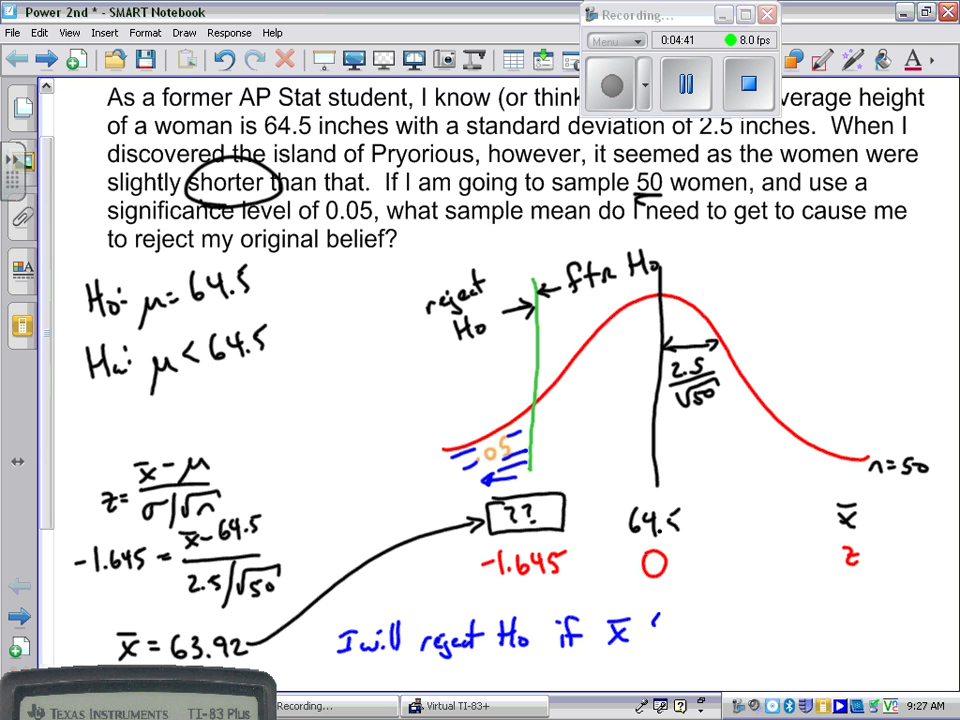 Power 2nd * - SMART Notebook
File Edit View Insert Format Draw Response Help
Recording...
Menu 0:04:41 8.0 fps
As a former AP Stat student, I know (or think verage height
of a woman is 64.5 inches with a standard deviation of 2.5 inches. When I
discovered the island of Pryorious, however, it seemed as the women were
slightly shorter than that. If I am going to sample 50 women, and use a
significance level of 0.05, what sample mean do I need to get to cause me
to reject my original belief?
Ho: μ = 64.5
Ha: μ < 64.5
reject
Ho
ftr Ho
2.5
√50
.05
n=50
z = x̄ - μ
σ/√n
-1.645 = x̄ - 64.5
2.5/√50
x̄ = 63.92
??
64.5
x̄
-1.645
0
z
I will reject Ho if x̄
TEXAS INSTRUMENTS TI-83 Plus
Recording...
Virtual TI-83+
9:27 AM